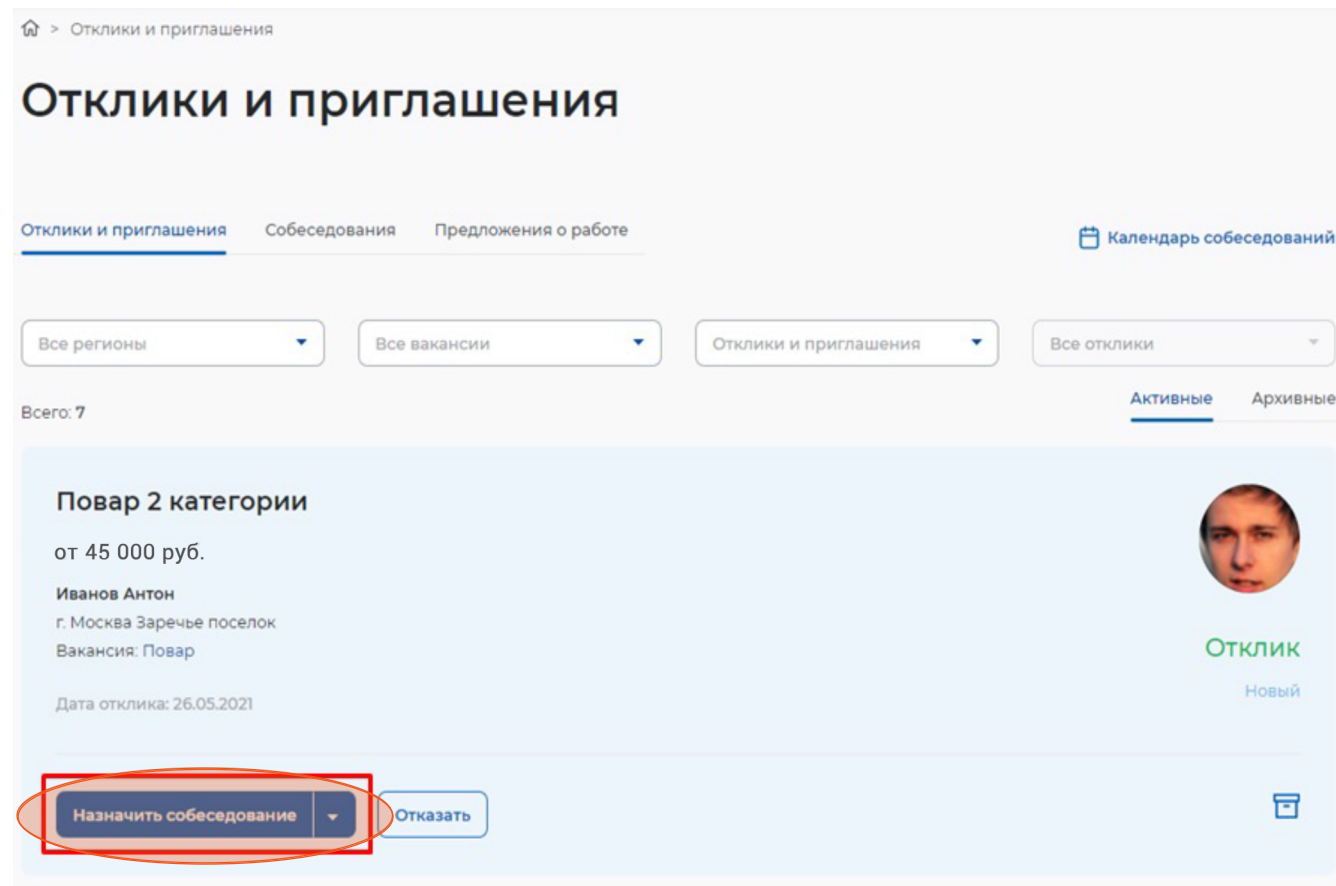 > Отклики и приглашения
Отклики и приглашения
Отклики и приглашения Собеседования Предложения о работе Календарь собеседований
Все регионы Все вакансии Отклики и приглашения Все отклики
Всего: 7 Активные Архивные
Повар 2 категории
от 45 000 руб.
Иванов Антон
г. Москва Заречье поселок
Вакансия: Повар
Отклик
Новый
Дата отклика: 26.05.2021
Назначить собеседование Отказать